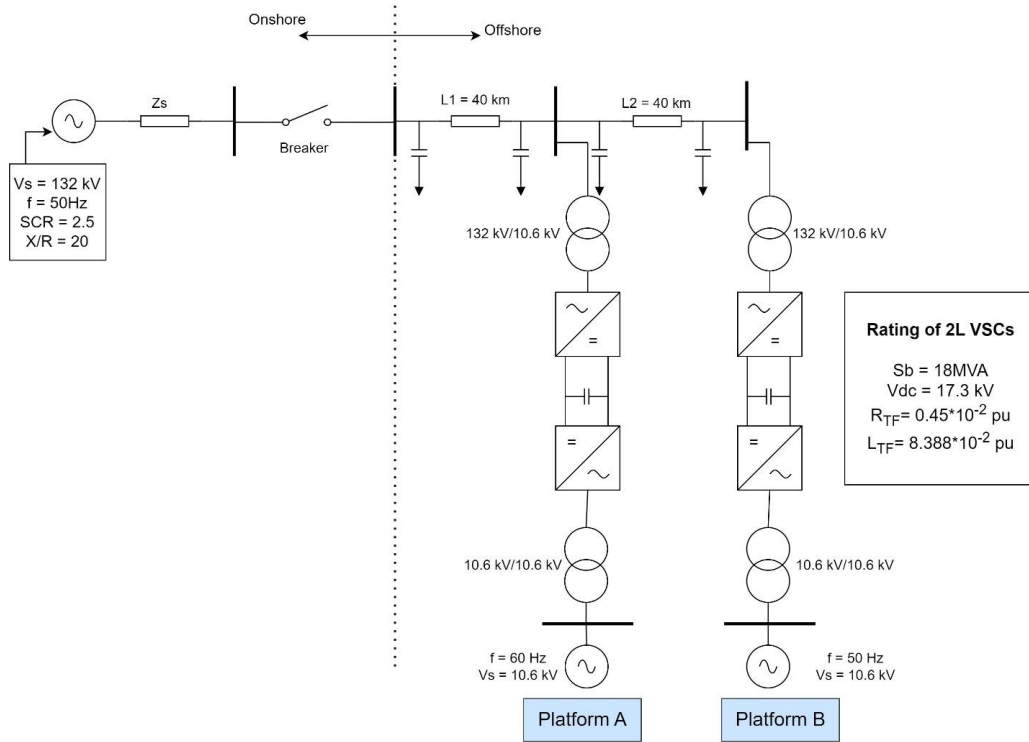 Onshore
Offshore
Zs
Breaker
L1 = 40 km
L2 = 40 km
Vs = 132 kV
f = 50Hz
SCR = 2.5
X/R = 20
132 kV/10.6 kV
132 kV/10.6 kV
=
=
Rating of 2L VSCs
Sb = 18MVA
Vdc = 17.3 kV
R_TF= 0.45*10^-2 pu
L_TF= 8.388*10^-2 pu
=
=
10.6 kV/10.6 kV
10.6 kV/10.6 kV
f = 60 Hz
Vs = 10.6 kV
f = 50 Hz
Vs = 10.6 kV
Platform A
Platform B